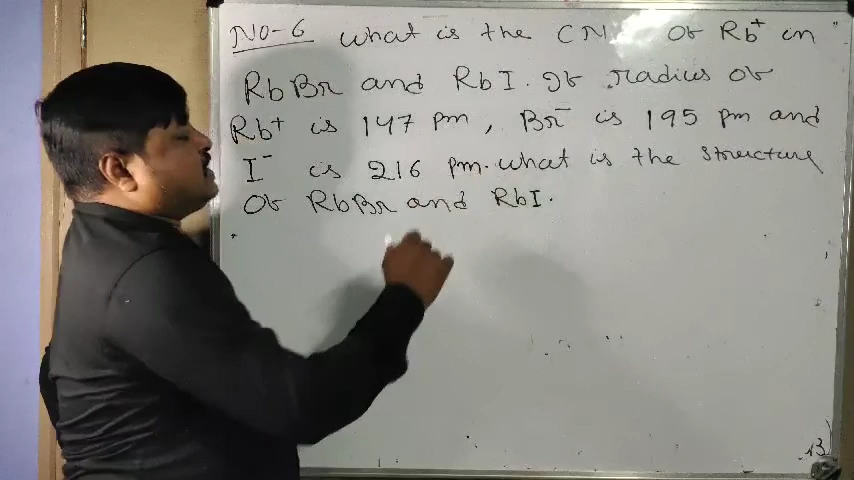 NO-6 what is the CN of Rb⁺ in
RbBr and RbI. If radius of
Rb⁺ is 147 pm, Br⁻ is 195 pm and
I⁻ is 216 pm. what is the structure
of RbBr and RbI.
13